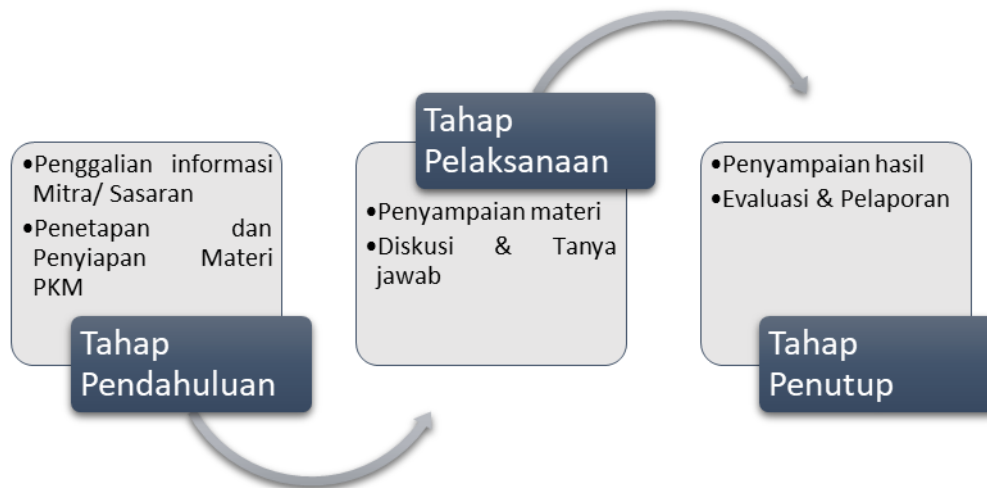 •Penggalian informasi
Mitra/ Sasaran
•Penetapan dan
Penyiapan Materi
PKM
Tahap
Pendahuluan
Tahap
Pelaksanaan
•Penyampaian materi
•Diskusi & Tanya
jawab
•Penyampaian hasil
•Evaluasi & Pelaporan
Tahap
Penutup